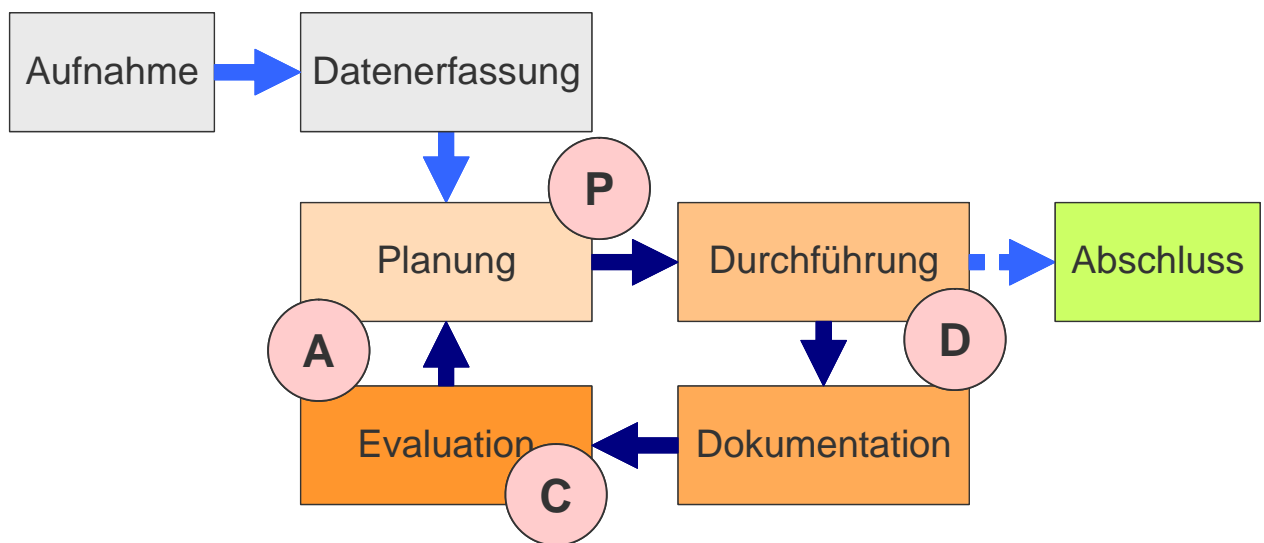 Aufnahme
Datenerfassung
P
Planung
Durchführung
Abschluss
A
D
Evaluation
Dokumentation
C